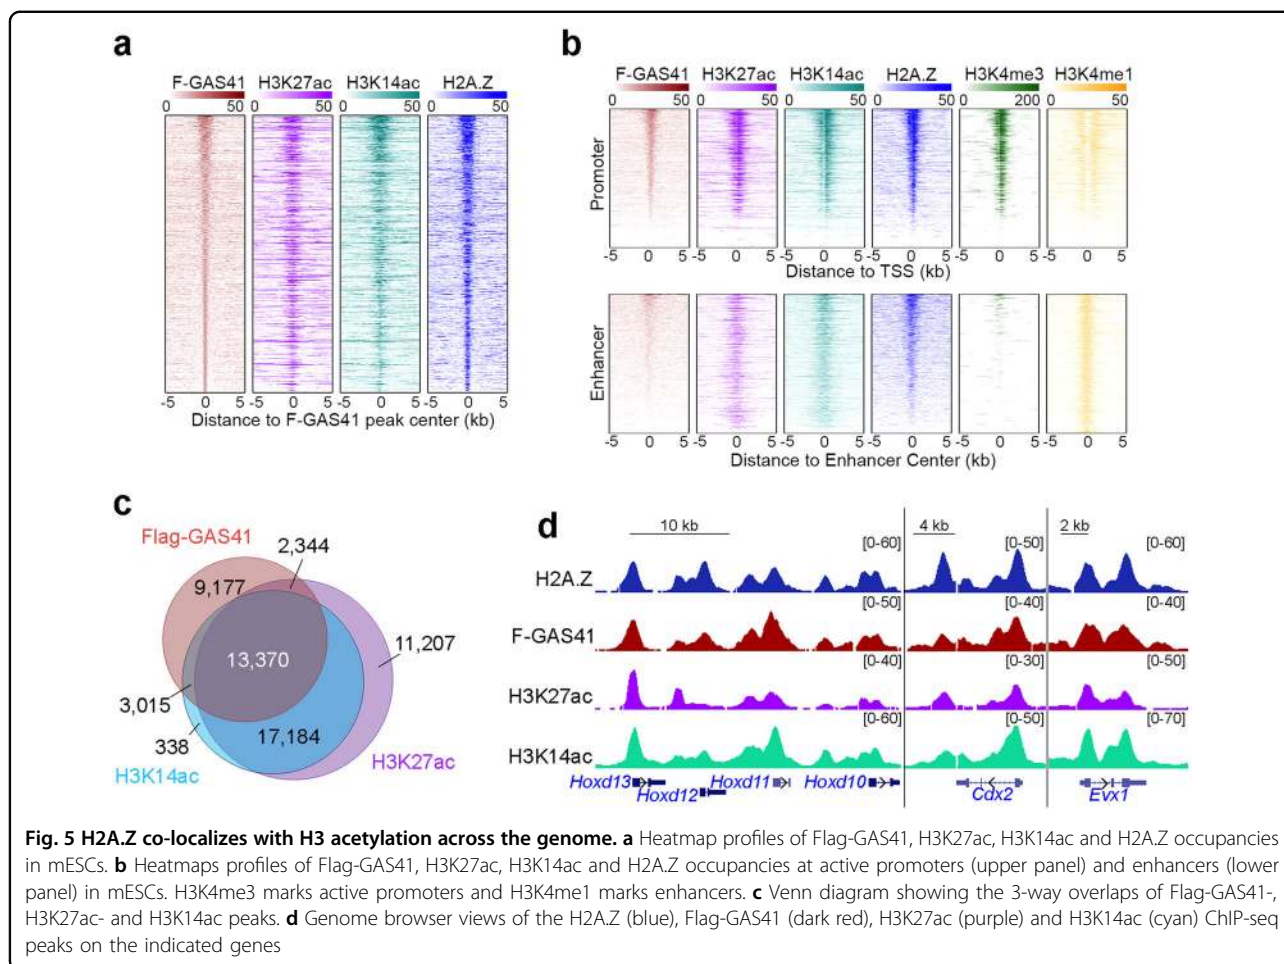 a
F-GAS41 H3K27ac H3K14ac H2A.Z
0 50 0 50 0 50 0 50
-5 0 5 -5 0 5 -5 0 5 -5 0 5
Distance to F-GAS41 peak center (kb)
b
F-GAS41 H3K27ac H3K14ac H2A.Z H3K4me3 H3K4me1
0 50 0 50 0 50 0 50 0 200 0 50
Promoter
-5 0 5 -5 0 5 -5 0 5 -5 0 5 -5 0 5 -5 0 5
Distance to TSS (kb)
Enhancer
-5 0 5 -5 0 5 -5 0 5 -5 0 5 -5 0 5 -5 0 5
Distance to Enhancer Center (kb)
c
Flag-GAS41
2,344
9,177
11,207
13,370
3,015
338
17,184
H3K14ac
H3K27ac
d
10 kb 4 kb 2 kb
[0-60] [0-50] [0-60]
H2A.Z
[0-50] [0-40] [0-40]
F-GAS41
[0-40] [0-30] [0-50]
H3K27ac
[0-60] [0-50] [0-70]
H3K14ac
Hoxd13 Hoxd11 Hoxd10
Hoxd12 Cdx2 Evx1
Fig. 5 H2A.Z co-localizes with H3 acetylation across the genome. a Heatmap profiles of Flag-GAS41, H3K27ac, H3K14ac and H2A.Z occupancies
in mESCs. b Heatmaps profiles of Flag-GAS41, H3K27ac, H3K14ac and H2A.Z occupancies at active promoters (upper panel) and enhancers (lower
panel) in mESCs. H3K4me3 marks active promoters and H3K4me1 marks enhancers. c Venn diagram showing the 3-way overlaps of Flag-GAS41-,
H3K27ac- and H3K14ac peaks. d Genome browser views of the H2A.Z (blue), Flag-GAS41 (dark red), H3K27ac (purple) and H3K14ac (cyan) ChIP-seq
peaks on the indicated genes